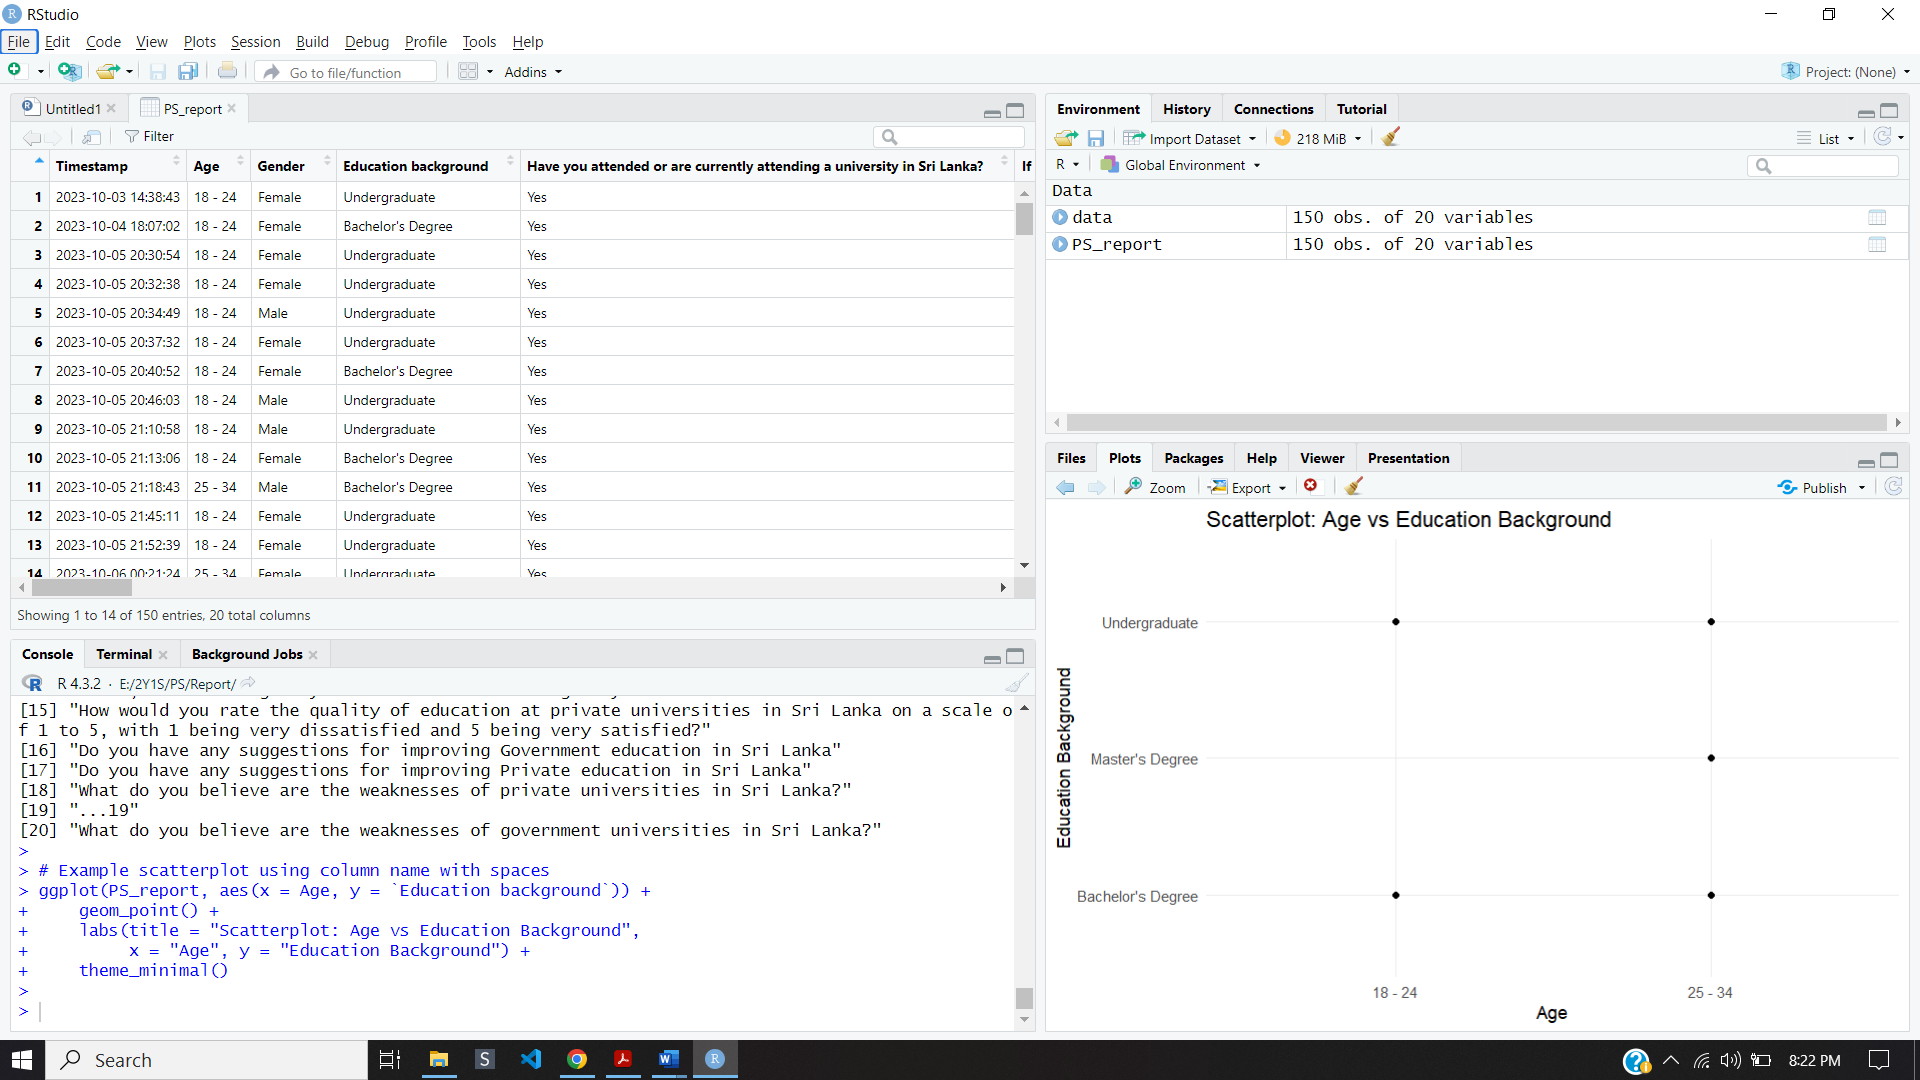 RStudio
File Edit Code View Plots Session Build Debug Profile Tools Help
Go to file/function Addins Project: (None)
Untitled1 PS_report
Filter
Timestamp Age Gender Education background Have you attended or are currently attending a university in Sri Lanka? If
1 2023-10-03 14:38:43 18 - 24 Female Undergraduate Yes
2 2023-10-04 18:07:02 18 - 24 Female Bachelor's Degree Yes
3 2023-10-05 20:30:54 18 - 24 Female Undergraduate Yes
4 2023-10-05 20:32:38 18 - 24 Female Undergraduate Yes
5 2023-10-05 20:34:49 18 - 24 Male Undergraduate Yes
6 2023-10-05 20:37:32 18 - 24 Female Undergraduate Yes
7 2023-10-05 20:40:52 18 - 24 Female Bachelor's Degree Yes
8 2023-10-05 20:46:03 18 - 24 Male Undergraduate Yes
9 2023-10-05 21:10:58 18 - 24 Male Undergraduate Yes
10 2023-10-05 21:13:06 18 - 24 Female Bachelor's Degree Yes
11 2023-10-05 21:18:43 25 - 34 Male Bachelor's Degree Yes
12 2023-10-05 21:45:11 18 - 24 Female Undergraduate Yes
13 2023-10-05 21:52:39 18 - 24 Female Undergraduate Yes
14 2023-10-06 00:21:24 25 - 34 Female Undergraduate Yes
Showing 1 to 14 of 150 entries, 20 total columns
Console Terminal Background Jobs
R 4.3.2 · E:/2Y1S/PS/Report/
[15] "How would you rate the quality of education at private universities in Sri Lanka on a scale o
f 1 to 5, with 1 being very dissatisfied and 5 being very satisfied?"
[16] "Do you have any suggestions for improving Government education in Sri Lanka"
[17] "Do you have any suggestions for improving Private education in Sri Lanka"
[18] "What do you believe are the weaknesses of private universities in Sri Lanka?"
[19] "...19"
[20] "What do you believe are the weaknesses of government universities in Sri Lanka?"
>
> # Example scatterplot using column name with spaces
> ggplot(PS_report, aes(x = Age, y = `Education background`)) +
+     geom_point() +
+     labs(title = "Scatterplot: Age vs Education Background",
+          x = "Age", y = "Education Background") +
+     theme_minimal()
>
>
Environment History Connections Tutorial
Import Dataset 218 MiB List
R Global Environment
Data
data 150 obs. of 20 variables
PS_report 150 obs. of 20 variables
Files Plots Packages Help Viewer Presentation
Zoom Export Publish
Scatterplot: Age vs Education Background
Undergraduate
Master's Degree
Bachelor's Degree
Education Background
18 - 24 25 - 34
Age
Search 8:22 PM